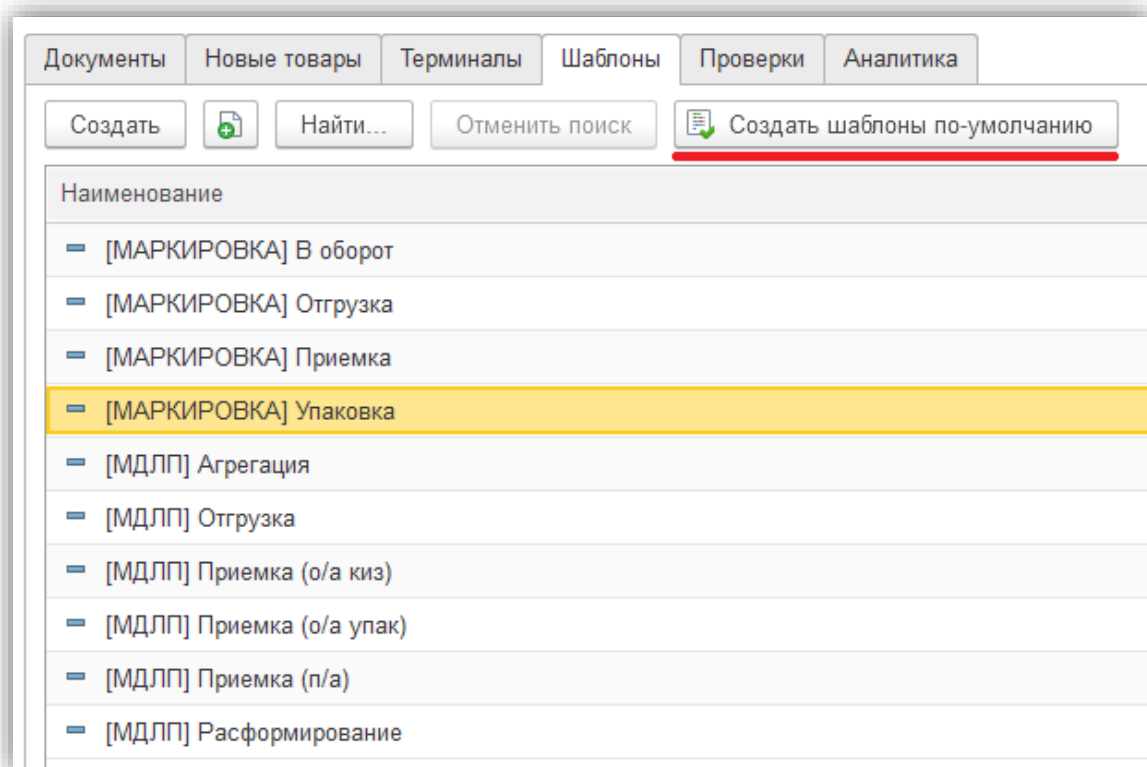 Документы Новые товары Терминалы Шаблоны Проверки Аналитика
Создать Найти... Отменить поиск Создать шаблоны по-умолчанию
Наименование
[МАРКИРОВКА] В оборот
[МАРКИРОВКА] Отгрузка
[МАРКИРОВКА] Приемка
[МАРКИРОВКА] Упаковка
[МДЛП] Агрегация
[МДЛП] Отгрузка
[МДЛП] Приемка (о/а киз)
[МДЛП] Приемка (о/а упак)
[МДЛП] Приемка (п/а)
[МДЛП] Расформирование